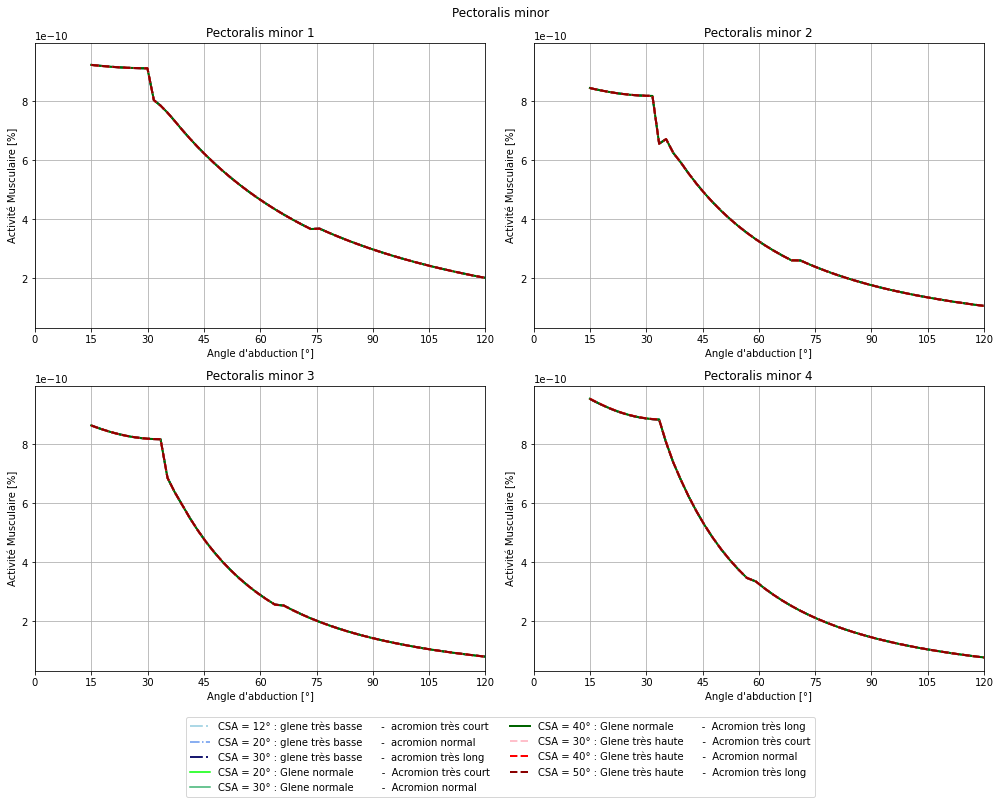 Pectoralis minor
Pectoralis minor 1
1e−10
8
6
4
2
Activité Musculaire [%]
0 15 30 45 60 75 90 105 120
Angle d'abduction [°]
Pectoralis minor 2
1e−10
8
6
4
2
Activité Musculaire [%]
0 15 30 45 60 75 90 105 120
Angle d'abduction [°]
Pectoralis minor 3
1e−10
8
6
4
2
Activité Musculaire [%]
0 15 30 45 60 75 90 105 120
Angle d'abduction [°]
Pectoralis minor 4
1e−10
8
6
4
2
Activité Musculaire [%]
0 15 30 45 60 75 90 105 120
Angle d'abduction [°]
CSA = 12° : glene très basse - acromion très court
CSA = 20° : glene très basse - acromion normal
CSA = 30° : glene très basse - acromion très long
CSA = 20° : Glene normale - Acromion très court
CSA = 30° : Glene normale - Acromion normal
CSA = 40° : Glene normale - Acromion très long
CSA = 30° : Glene très haute - Acromion très court
CSA = 40° : Glene très haute - Acromion normal
CSA = 50° : Glene très haute - Acromion très long